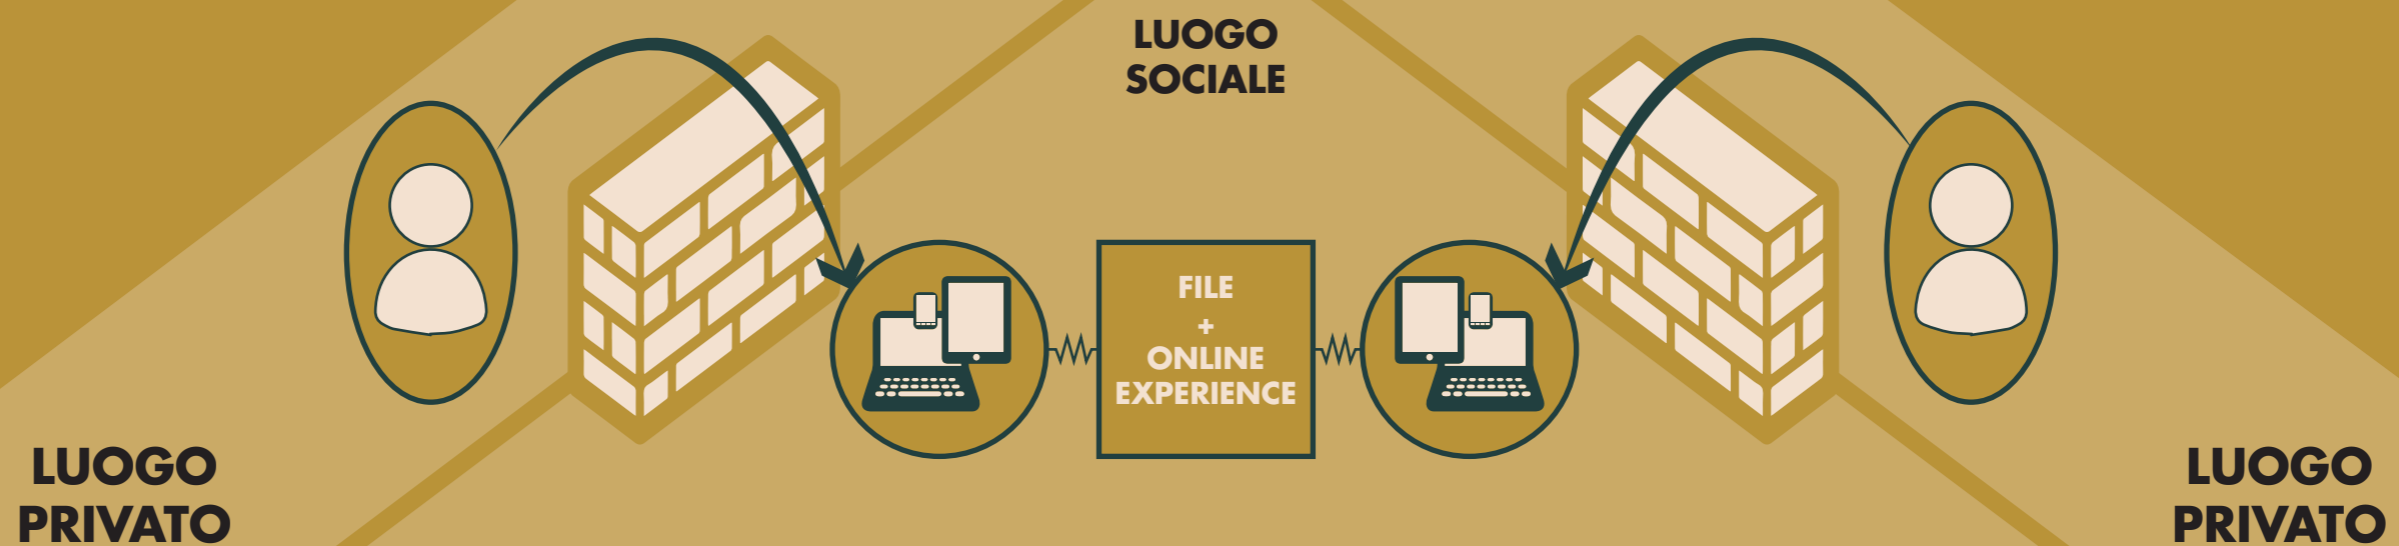 LUOGO
SOCIALE
FILE
+
ONLINE
EXPERIENCE
LUOGO
PRIVATO
LUOGO
PRIVATO